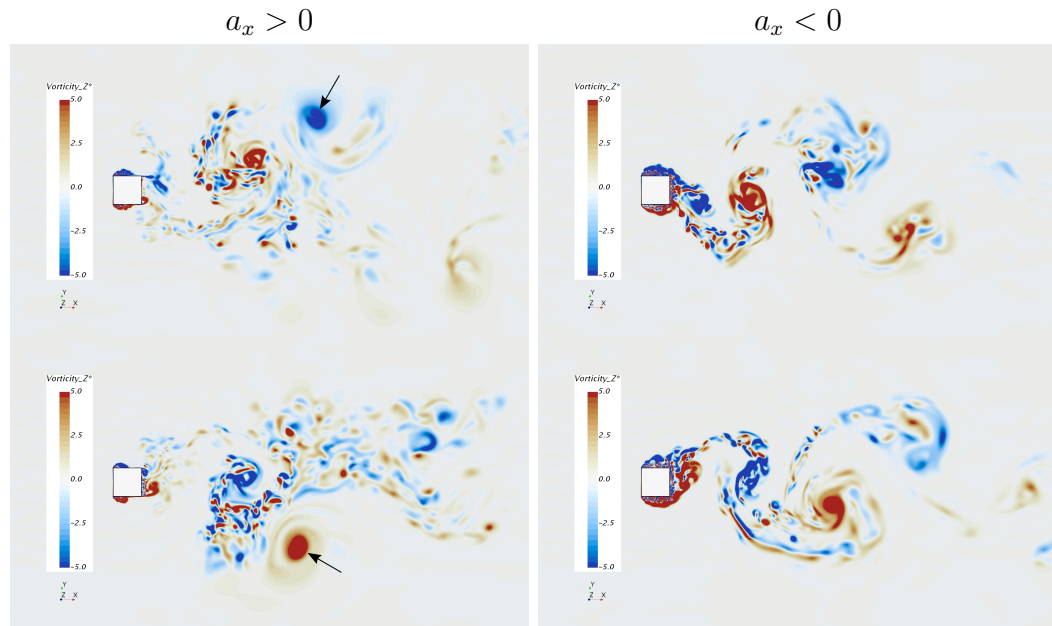 a_x > 0
a_x < 0
Vorticity_Z*
5.0
2.5
0.0
-2.5
-5.0
Y
Z X
Vorticity_Z*
5.0
2.5
0.0
-2.5
-5.0
Y
Z X
Vorticity_Z*
5.0
2.5
0.0
-2.5
-5.0
Y
Z X
Vorticity_Z*
5.0
2.5
0.0
-2.5
-5.0
Y
Z X